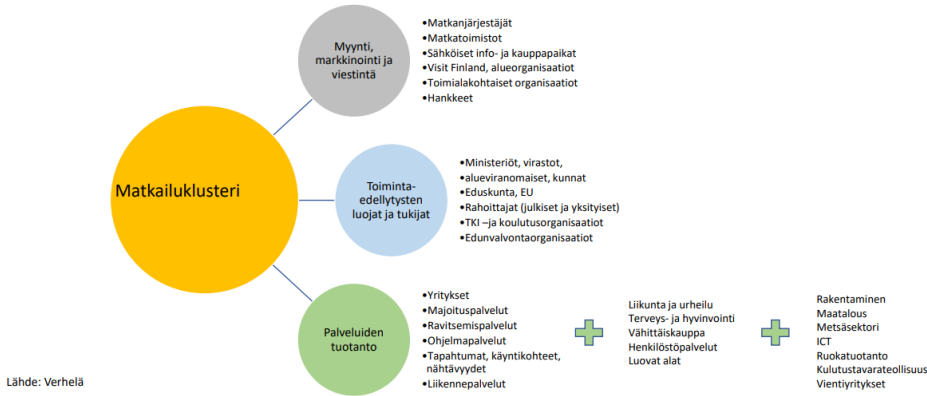 Matkailuklusteri
Myynti,
markkinointi ja
viestintä
•Matkanjärjestäjät
•Matkatoimistot
•Sähköiset info- ja kauppapaikat
•Visit Finland, alueorganisaatiot
•Toimialakohtaiset organisaatiot
•Hankkeet
Toiminta-
edellytysten
luojat ja tukijat
•Ministeriöt, virastot,
•alueviranomaiset, kunnat
•Eduskunta, EU
•Rahoittajat (julkiset ja yksityiset)
•TKI –ja koulutusorganisaatiot
•Edunvalvontaorganisaatiot
Palveluiden
tuotanto
•Yritykset
•Majoituspalvelut
•Ravitsemispalvelut
•Ohjelmapalvelut
•Tapahtumat, käyntikohteet,
nähtävyydet
•Liikennepalvelut
Liikunta ja urheilu
Terveys- ja hyvinvointi
Vähittäiskauppa
Henkilöstöpalvelut
Luovat alat
Rakentaminen
Maatalous
Metsäsektori
ICT
Ruokatuotanto
Kulutustavarateollisuus
Vientiyritykset
Lähde: Verhelä